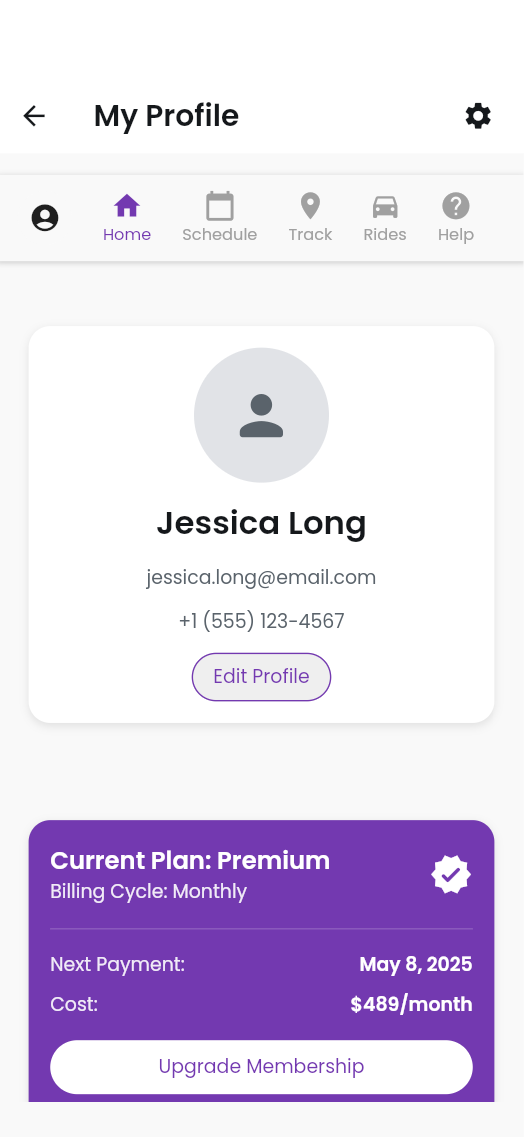 My Profile
Home Schedule Track Rides Help
Jessica Long
jessica.long@email.com
+1 (555) 123-4567
Edit Profile
Current Plan: Premium
Billing Cycle: Monthly
Next Payment: May 8, 2025
Cost: $489/month
Upgrade Membership